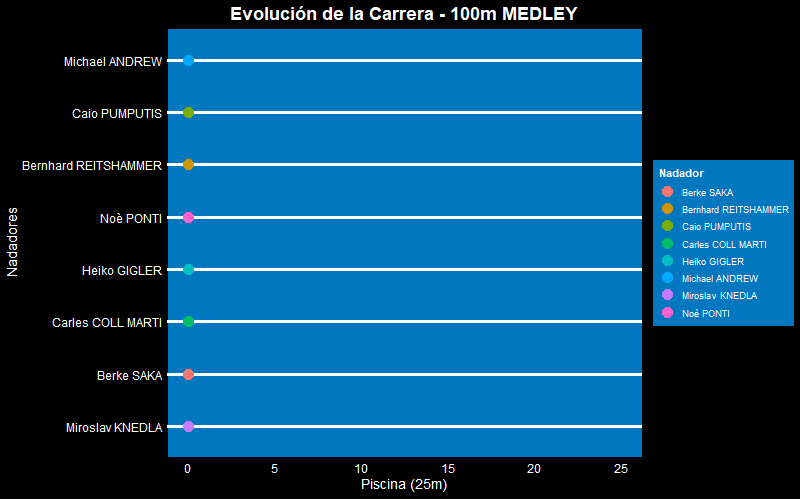 Evolución de la Carrera - 100m MEDLEY
Nadadores
Michael ANDREW
Caio PUMPUTIS
Bernhard REITSHAMMER
Noè PONTI
Heiko GIGLER
Carles COLL MARTI
Berke SAKA
Miroslav KNEDLA
0 5 10 15 20 25
Piscina (25m)
Nadador
Berke SAKA
Bernhard REITSHAMMER
Caio PUMPUTIS
Carles COLL MARTI
Heiko GIGLER
Michael ANDREW
Miroslav KNEDLA
Noè PONTI